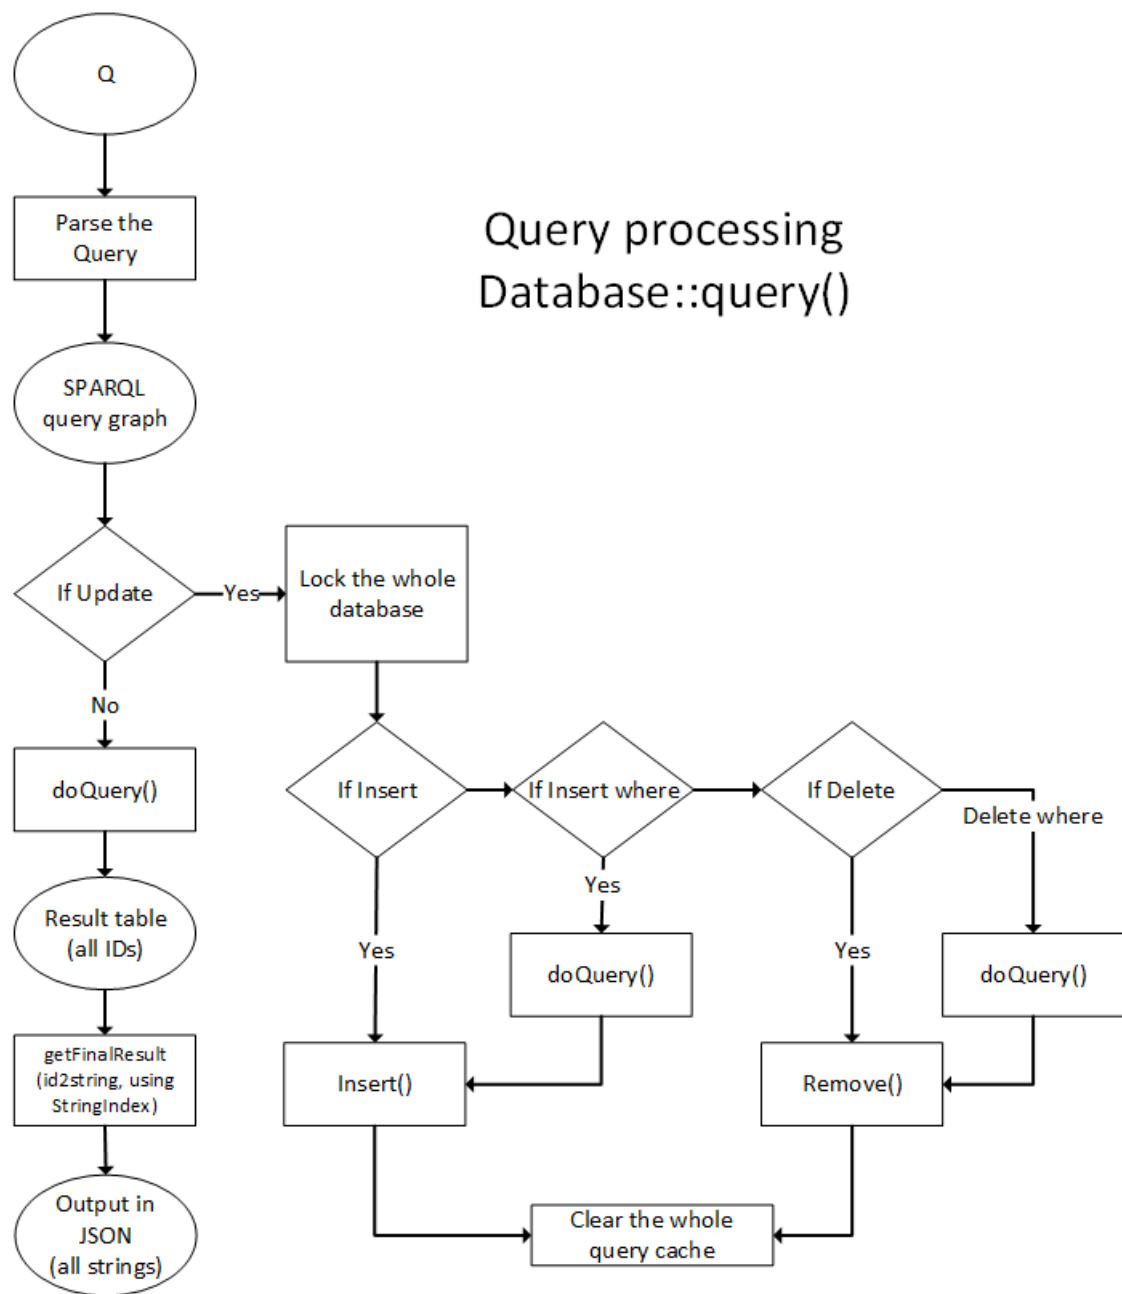 Q
Parse the
Query
Query processing
Database::query()
SPARQL
query graph
If Update
Yes
Lock the whole
database
No
doQuery()
If Insert
If Insert where
If Delete
Delete where
Yes
Result table
(all IDs)
Yes
doQuery()
Yes
doQuery()
getFinalResult
(id2string, using
StringIndex)
Insert()
Remove()
Output in
JSON
(all strings)
Clear the whole
query cache